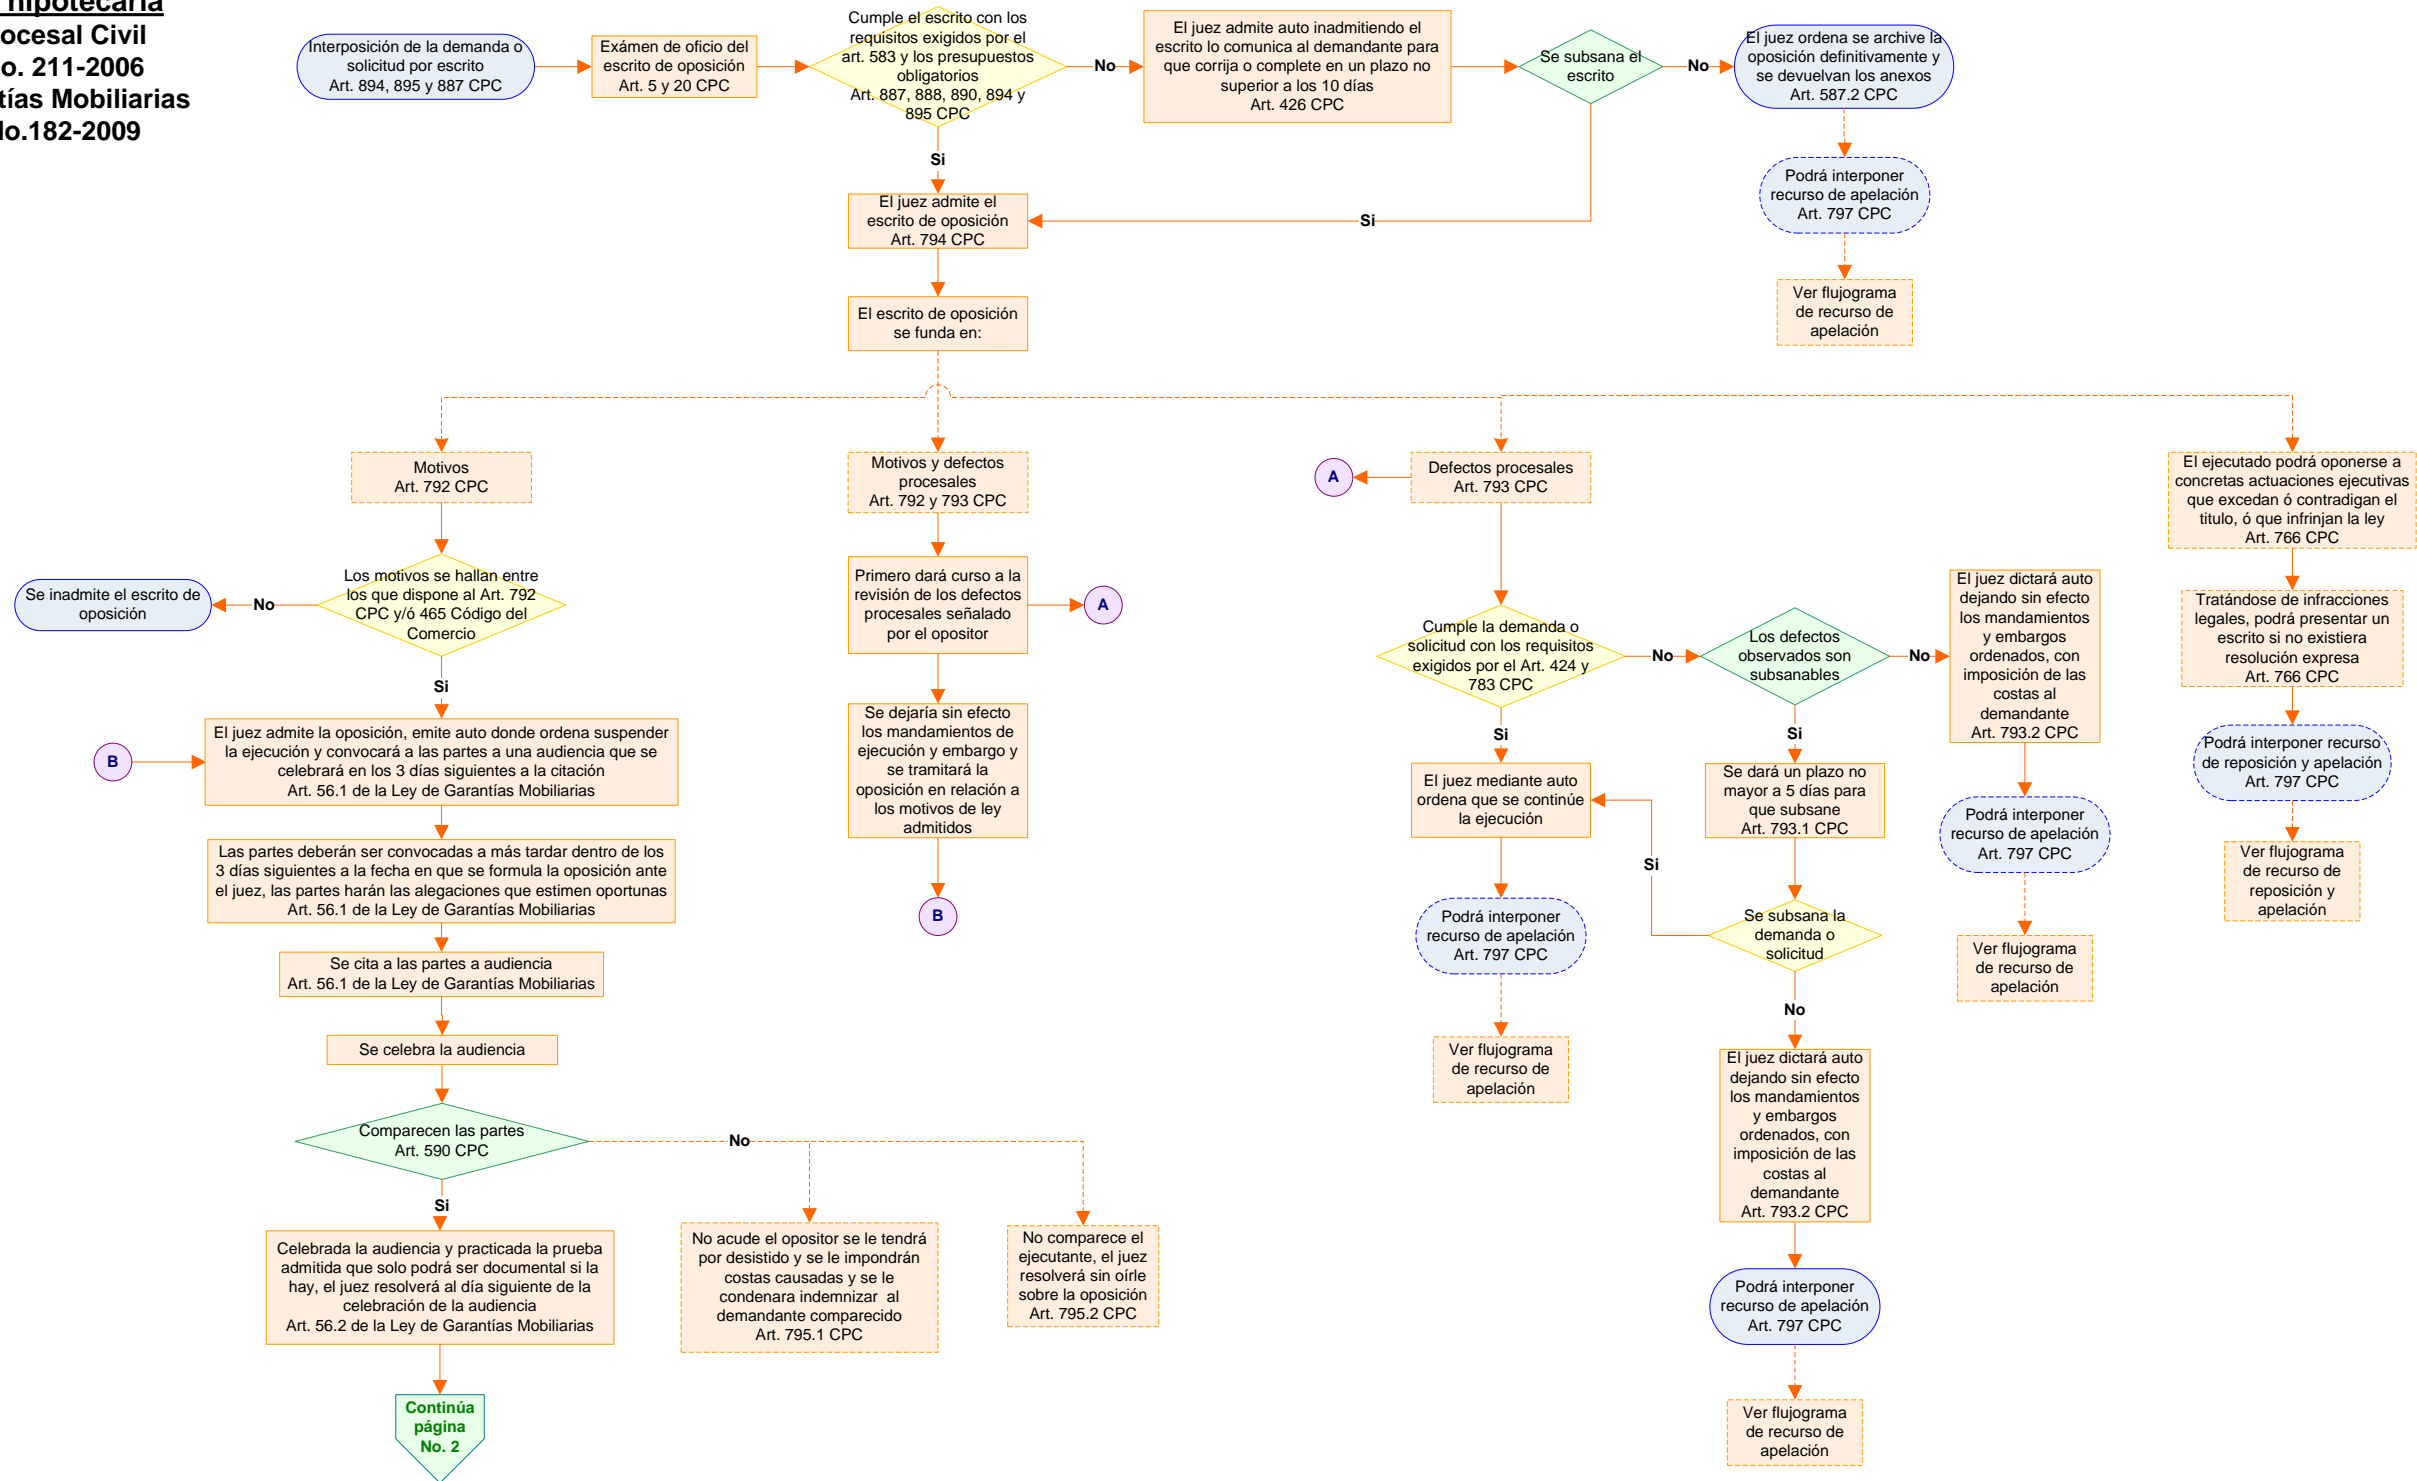 hipotecaria
ocesal Civil
o. 211-2006
tías Mobiliarias
No.182-2009
Interposición de la demanda o
solicitud por escrito
Art. 894, 895 y 887 CPC
Exámen de oficio del
escrito de oposición
Art. 5 y 20 CPC
Cumple el escrito con los
requisitos exigidos por el
art. 583 y los presupuestos
obligatorios
Art. 887, 888, 890, 894 y
895 CPC
No
El juez admite auto inadmitiendo el
escrito lo comunica al demandante para
que corrija o complete en un plazo no
superior a los 10 días
Art. 426 CPC
Se subsana el
escrito
No
El juez ordena se archive la
oposición definitivamente y
se devuelvan los anexos
Art. 587.2 CPC
Si
Podrá interponer
recurso de apelación
Art. 797 CPC
El juez admite el
escrito de oposición
Art. 794 CPC
Si
Ver flujograma
de recurso de
apelación
El escrito de oposición
se funda en:
Motivos
Art. 792 CPC
Motivos y defectos
procesales
Art. 792 y 793 CPC
A
Defectos procesales
Art. 793 CPC
El ejecutado podrá oponerse a
concretas actuaciones ejecutivas
que excedan ó contradigan el
titulo, ó que infrinjan la ley
Art. 766 CPC
Se inadmite el escrito de
oposición
No
Los motivos se hallan entre
los que dispone al Art. 792
CPC y/ó 465 Código del
Comercio
Primero dará curso a la
revisión de los defectos
procesales señalado
por el opositor
A
Cumple la demanda o
solicitud con los requisitos
exigidos por el Art. 424 y
783 CPC
No
Los defectos
observados son
subsanables
No
El juez dictará auto
dejando sin efecto
los mandamientos
y embargos
ordenados, con
imposición de las
costas al
demandante
Art. 793.2 CPC
Tratándose de infracciones
legales, podrá presentar un
escrito si no existiera
resolución expresa
Art. 766 CPC
Si
B
El juez admite la oposición, emite auto donde ordena suspender
la ejecución y convocará a las partes a una audiencia que se
celebrará en los 3 días siguientes a la citación
Art. 56.1 de la Ley de Garantías Mobiliarias
Se dejaría sin efecto
los mandamientos de
ejecución y embargo y
se tramitará la
oposición en relación a
los motivos de ley
admitidos
Si
Si
El juez mediante auto
ordena que se continúe
la ejecución
Se dará un plazo no
mayor a 5 días para
que subsane
Art. 793.1 CPC
Podrá interponer recurso
de reposición y apelación
Art. 797 CPC
Podrá interponer
recurso de apelación
Art. 797 CPC
Las partes deberán ser convocadas a más tardar dentro de los
3 días siguientes a la fecha en que se formula la oposición ante
el juez, las partes harán las alegaciones que estimen oportunas
Art. 56.1 de la Ley de Garantías Mobiliarias
B
Si
Ver flujograma
de recurso de
reposición y
apelación
Podrá interponer
recurso de apelación
Art. 797 CPC
Se subsana la
demanda o
solicitud
Ver flujograma
de recurso de
apelación
Se cita a las partes a audiencia
Art. 56.1 de la Ley de Garantías Mobiliarias
No
Se celebra la audiencia
Ver flujograma
de recurso de
apelación
El juez dictará auto
dejando sin efecto
los mandamientos
y embargos
ordenados, con
imposición de las
costas al
demandante
Art. 793.2 CPC
Comparecen las partes
Art. 590 CPC
No
Si
Celebrada la audiencia y practicada la prueba
admitida que solo podrá ser documental si la
hay, el juez resolverá al día siguiente de la
celebración de la audiencia
Art. 56.2 de la Ley de Garantías Mobiliarias
No acude el opositor se le tendrá
por desistido y se le impondrán
costas causadas y se le
condenara indemnizar  al
demandante comparecido
Art. 795.1 CPC
No comparece el
ejecutante, el juez
resolverá sin oírle
sobre la oposición
Art. 795.2 CPC
Podrá interponer
recurso de apelación
Art. 797 CPC
Continúa
página
No. 2
Ver flujograma
de recurso de
apelación